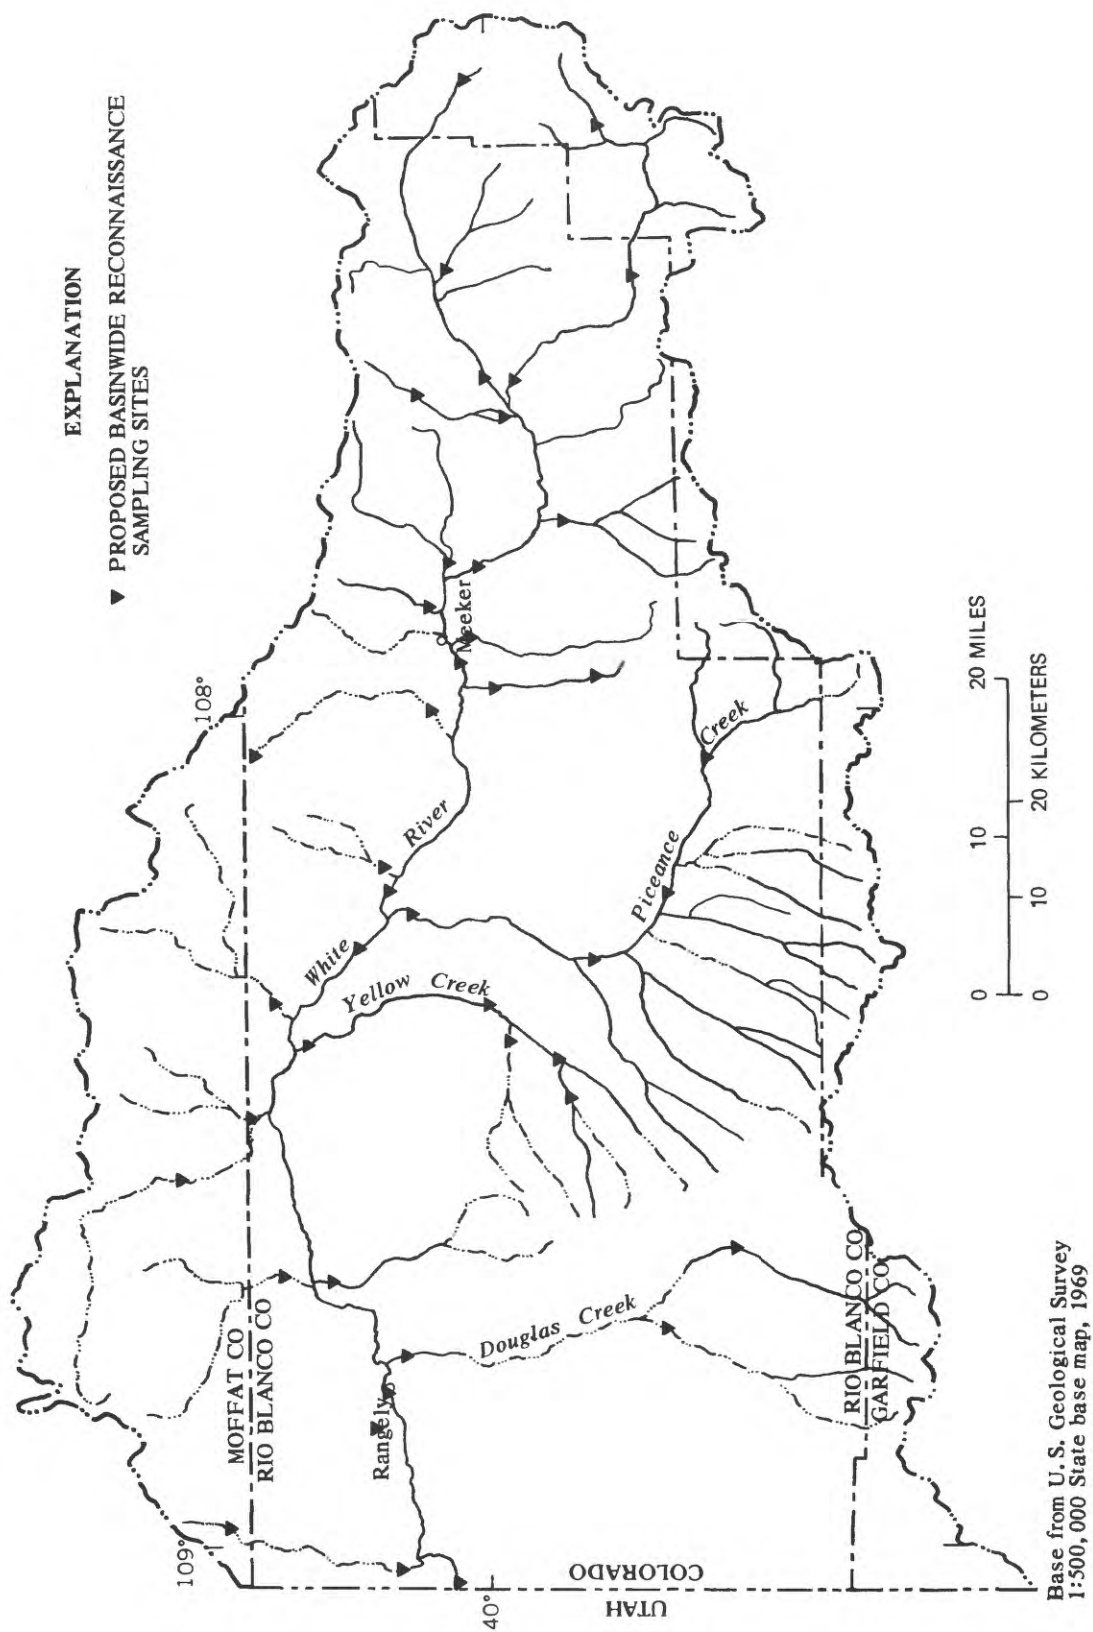 EXPLANATION
▼ PROPOSED BASINWIDE RECONNAISSANCE
SAMPLING SITES
109°
108°
MOFFAT CO
RIO BLANCO CO
White
River
Meeker
Yellow Creek
Rangely
Piceance
Creek
Douglas Creek
40°
UTAH
COLORADO
RIO BLANCO CO
GARFIELD CO
0
10
20 MILES
0
10
20 KILOMETERS
Base from U.S. Geological Survey
1:500,000 State base map, 1969